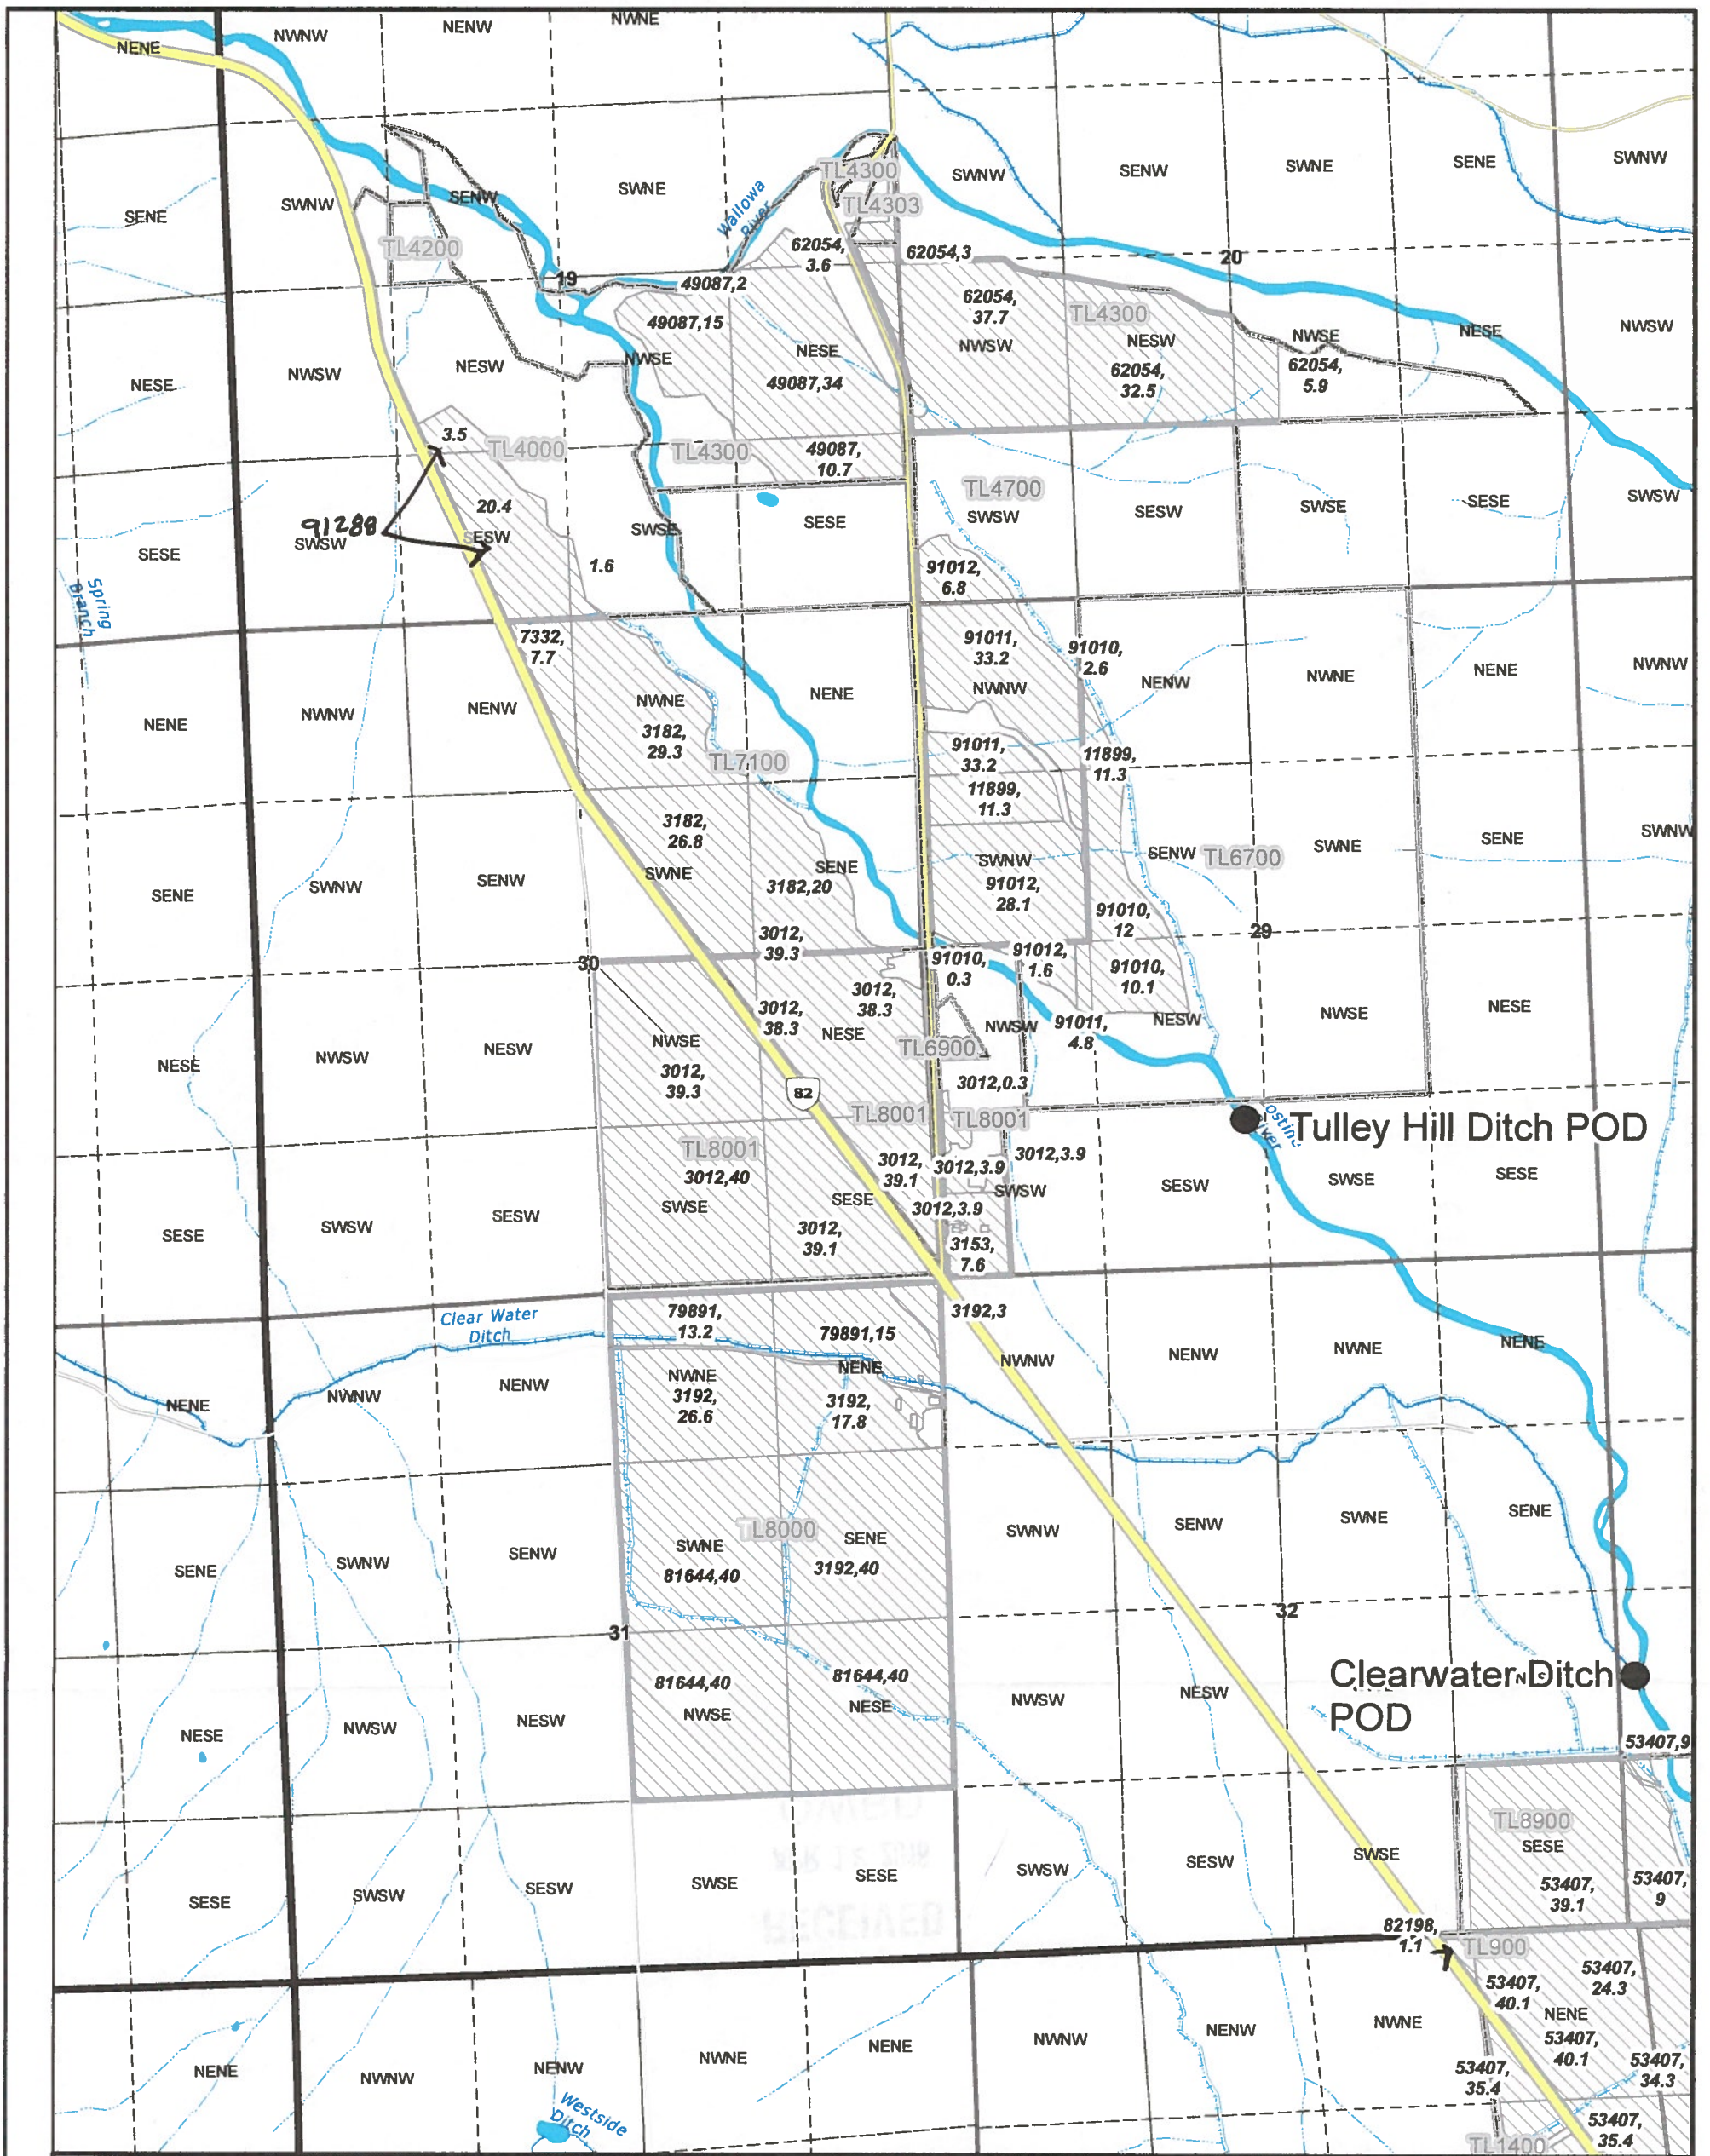 NENE
NWNW
NENW
NWNE
SENE
SWNW
SENW
SWNE
Wallowa
River
TL4300
TL4303
SWNW
SENW
SWNE
SENE
SWNW
TL4200
62054,
3.6
62054,3
20
19
49087,2
49087,15
62054,
37.7
TL4300
NESE
NWSW
NESW
NWSE
NESE
49087,34
NWSW
NESW
62054,
32.5
NWSE
62054,
5.9
NESE
NWSW
3.5
TL4000
TL4300
49087,
10.7
TL4700
91288
20.4
SESE
SWSW
SESW
SWSE
SESE
SWSW
SESW
SWSE
SESE
SWSW
1.6
Spring
Branch
91012,
6.8
7332,
7.7
91011,
33.2
91010,
2.6
NENE
NWNW
NENW
NWNE
3182,
29.3
NENE
NWNW
NENW
NWNE
NENE
NWNW
TL7100
91011,
33.2
11899,
11.3
11899,
11.3
3182,
26.8
SENE
SWNW
SENW
SWNE
SENE
3182,20
SWNW
91012,
28.1
SENW
TL6700
SWNE
SENE
SWNW
91010,
12
29
3012,
39.3
30
91010,
0.3
91012,
1.6
91010,
10.1
3012,
38.3
3012,
38.3
NESE
NWSW
NESW
NWSE
3012,
39.3
NESE
NWSW
91011,
4.8
NESW
NWSE
NESE
TL6900
82
3012,0.3
TL8001
TL8001
Tulley Hill Ditch POD
TL8001
3012,40
3012,
39.1
3012,3.9
3012,3.9
SESE
SWSW
SESW
SWSE
SESE
3012,
39.1
SWSW
3012,3.9
3153,
7.6
SESW
SWSE
SESE
Clear Water
Ditch
79891,
13.2
79891,15
3192,3
NENE
NWNW
NENW
NWNE
3192,
26.6
NENE
3192,
17.8
NWNW
NENW
NWNE
NENE
SENE
SWNW
SENW
SWNE
81644,40
TL8000
SENE
3192,40
SWNW
SENW
SWNE
SENE
32
31
81644,40
81644,40
Clearwater Ditch
POD
NESE
NWSW
NESW
NWSE
NESE
NWSW
NESW
53407,9
TL8900
SESE
SWSW
SESW
SWSE
SESE
SWSW
SESW
SWSE
SESE
53407,
39.1
53407,
9
RECEIVED
82198,
1.1
TL900
53407,
40.1
53407,
24.3
NENE
NWNW
NENW
NWNE
NENE
NWNW
NENW
NWNE
NENE
53407,
40.1
53407,
35.4
53407,
34.3
Westside
Ditch
53407,
35.4
TL1400